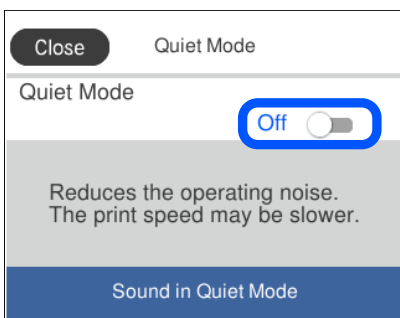 Close
Quiet Mode
Quiet Mode
Off
Reduces the operating noise.
The print speed may be slower.
Sound in Quiet Mode